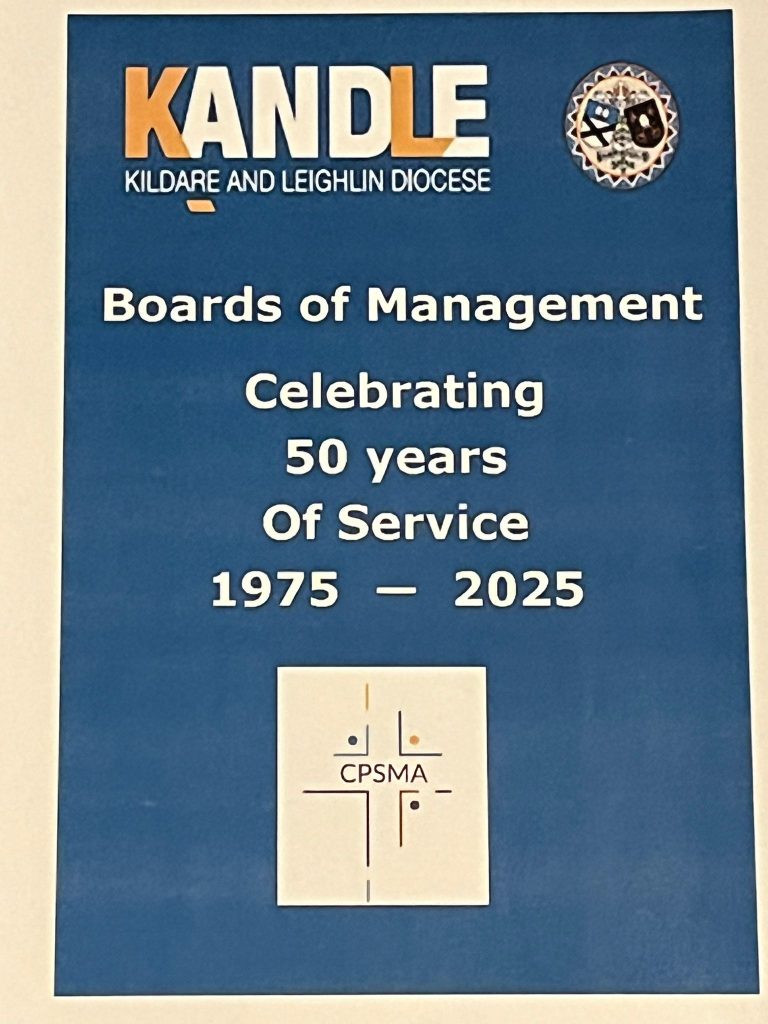 KANDLE
KILDARE AND LEIGHLIN DIOCESE
Boards of Management
Celebrating
50 years
Of Service
1975 — 2025
CPSMA